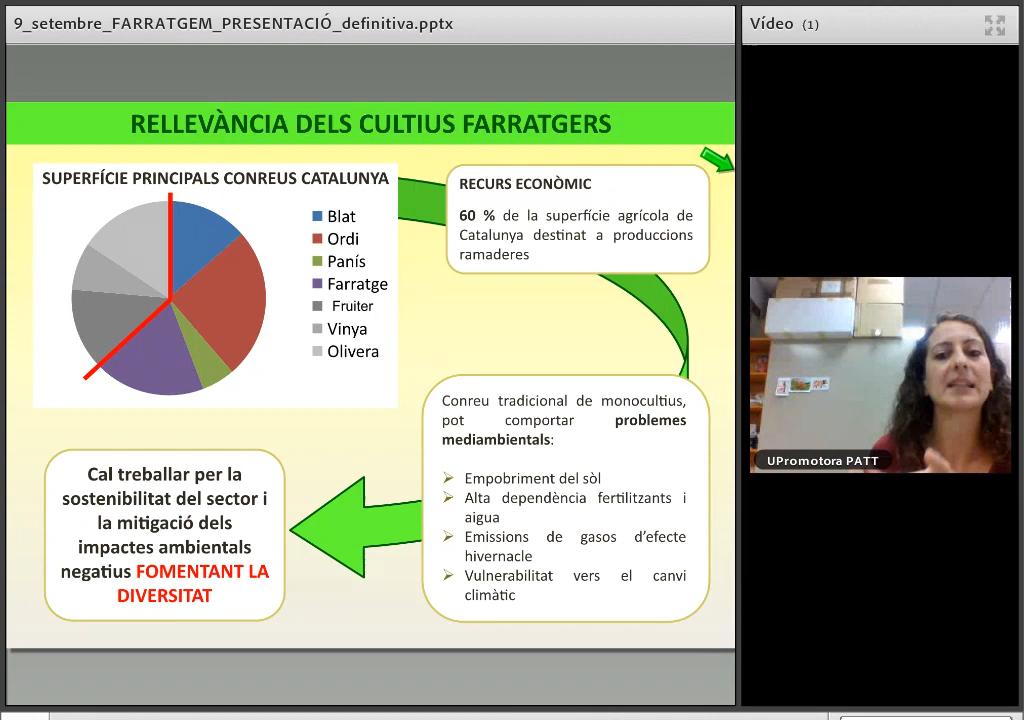 9_setembre_FARRATGEM_PRESENTACIÓ_definitiva.pptx
Vídeo (1)
RELLEVÀNCIA DELS CULTIUS FARRATGERS
SUPERFÍCIE PRINCIPALS CONREUS CATALUNYA
Blat
Ordi
Panís
Farratge
Fruiter
Vinya
Olivera
RECURS ECONÒMIC
60 % de la superfície agrícola de
Catalunya destinat a produccions
ramaderes
Conreu tradicional de monocultius,
pot comportar problemes
mediambientals:
Empobriment del sòl
Alta dependència fertilitzants i
aigua
Emissions de gasos d'efecte
hivernacle
Vulnerabilitat vers el canvi
climàtic
Cal treballar per la
sostenibilitat del sector i
la mitigació dels
impactes ambientals
negatius FOMENTANT LA
DIVERSITAT
UPromotora PATT